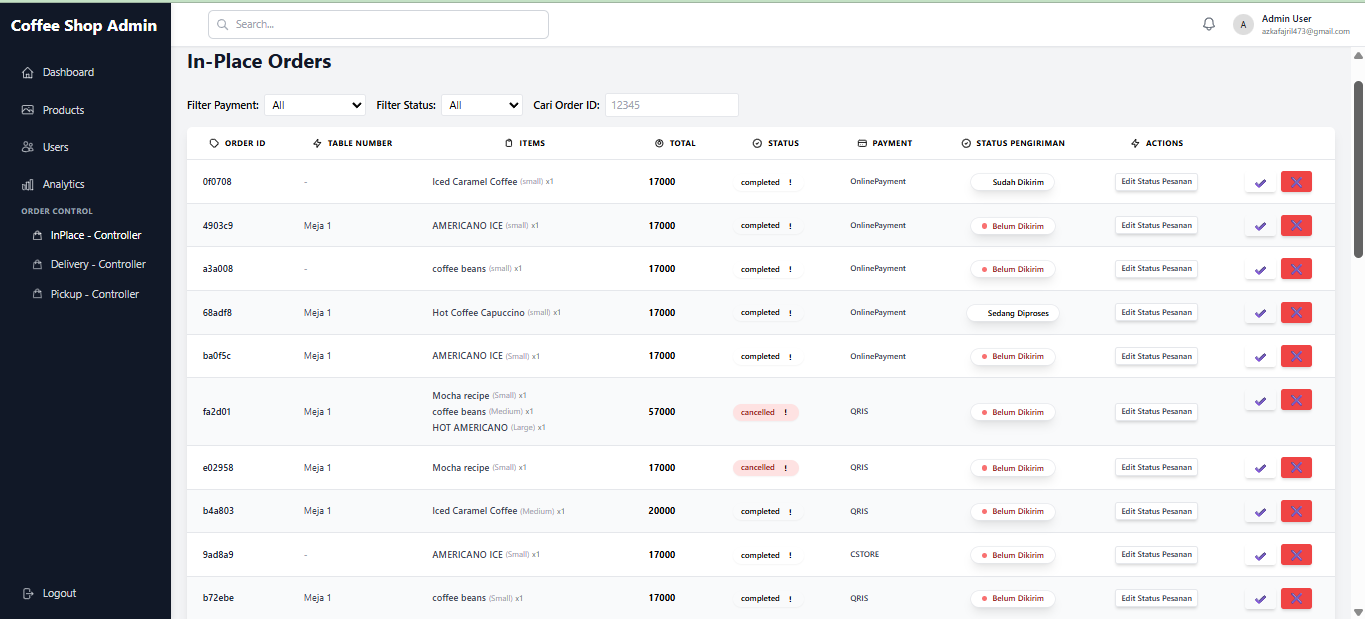 Coffee Shop Admin
Search...
A
Admin User
azkafajril473@gmail.com
Dashboard
Products
Users
Analytics
ORDER CONTROL
InPlace - Controller
Delivery - Controller
Pickup - Controller
Logout
In-Place Orders
Filter Payment: All Filter Status: All Cari Order ID: 12345
ORDER ID TABLE NUMBER ITEMS TOTAL STATUS PAYMENT STATUS PENGIRIMAN ACTIONS
0f0708 - Iced Caramel Coffee (small) x1 17000 completed ! OnlinePayment Sudah Dikirim Edit Status Pesanan
4903c9 Meja 1 AMERICANO ICE (small) x1 17000 completed ! OnlinePayment Belum Dikirim Edit Status Pesanan
a3a008 - coffee beans (small) x1 17000 completed ! OnlinePayment Belum Dikirim Edit Status Pesanan
68adf8 Meja 1 Hot Coffee Capuccino (small) x1 17000 completed ! OnlinePayment Sedang Diproses Edit Status Pesanan
ba0f5c Meja 1 AMERICANO ICE (Small) x1 17000 completed ! OnlinePayment Belum Dikirim Edit Status Pesanan
Mocha recipe (Small) x1
fa2d01 Meja 1 coffee beans (Medium) x1 57000 cancelled ! QRIS Belum Dikirim Edit Status Pesanan
HOT AMERICANO (Large) x1
e02958 Meja 1 Mocha recipe (Small) x1 17000 cancelled ! QRIS Belum Dikirim Edit Status Pesanan
b4a803 Meja 1 Iced Caramel Coffee (Medium) x1 20000 completed ! QRIS Belum Dikirim Edit Status Pesanan
9ad8a9 - AMERICANO ICE (Small) x1 17000 completed ! CSTORE Belum Dikirim Edit Status Pesanan
b72ebe Meja 1 coffee beans (Small) x1 17000 completed ! QRIS Belum Dikirim Edit Status Pesanan